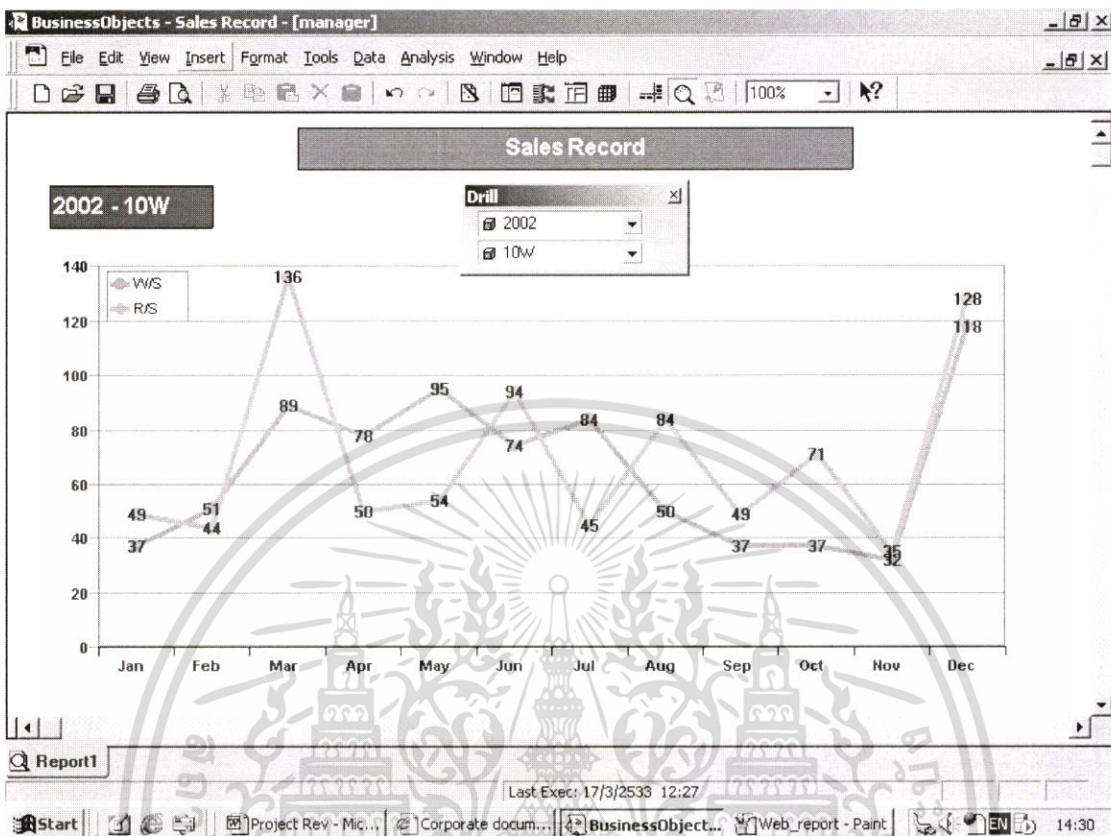 BusinessObjects - Sales Record - [manager]
File Edit View Insert Format Tools Data Analysis Window Help
100%
Sales Record
2002 - 10W
Drill
2002
10W
W/S
R/S
140
120
100
80
60
40
20
0
136
128
118
89
95
94
78
74
84
84
71
49
51
50
54
50
49
37
44
45
37
37
35
32
Jan Feb Mar Apr May Jun Jul Aug Sep Oct Nov Dec
Report1
Last Exec: 17/3/2533 12:27
Start Project Rev - Mic... Corporate docum... BusinessObject... Web_report - Paint EN 14:30